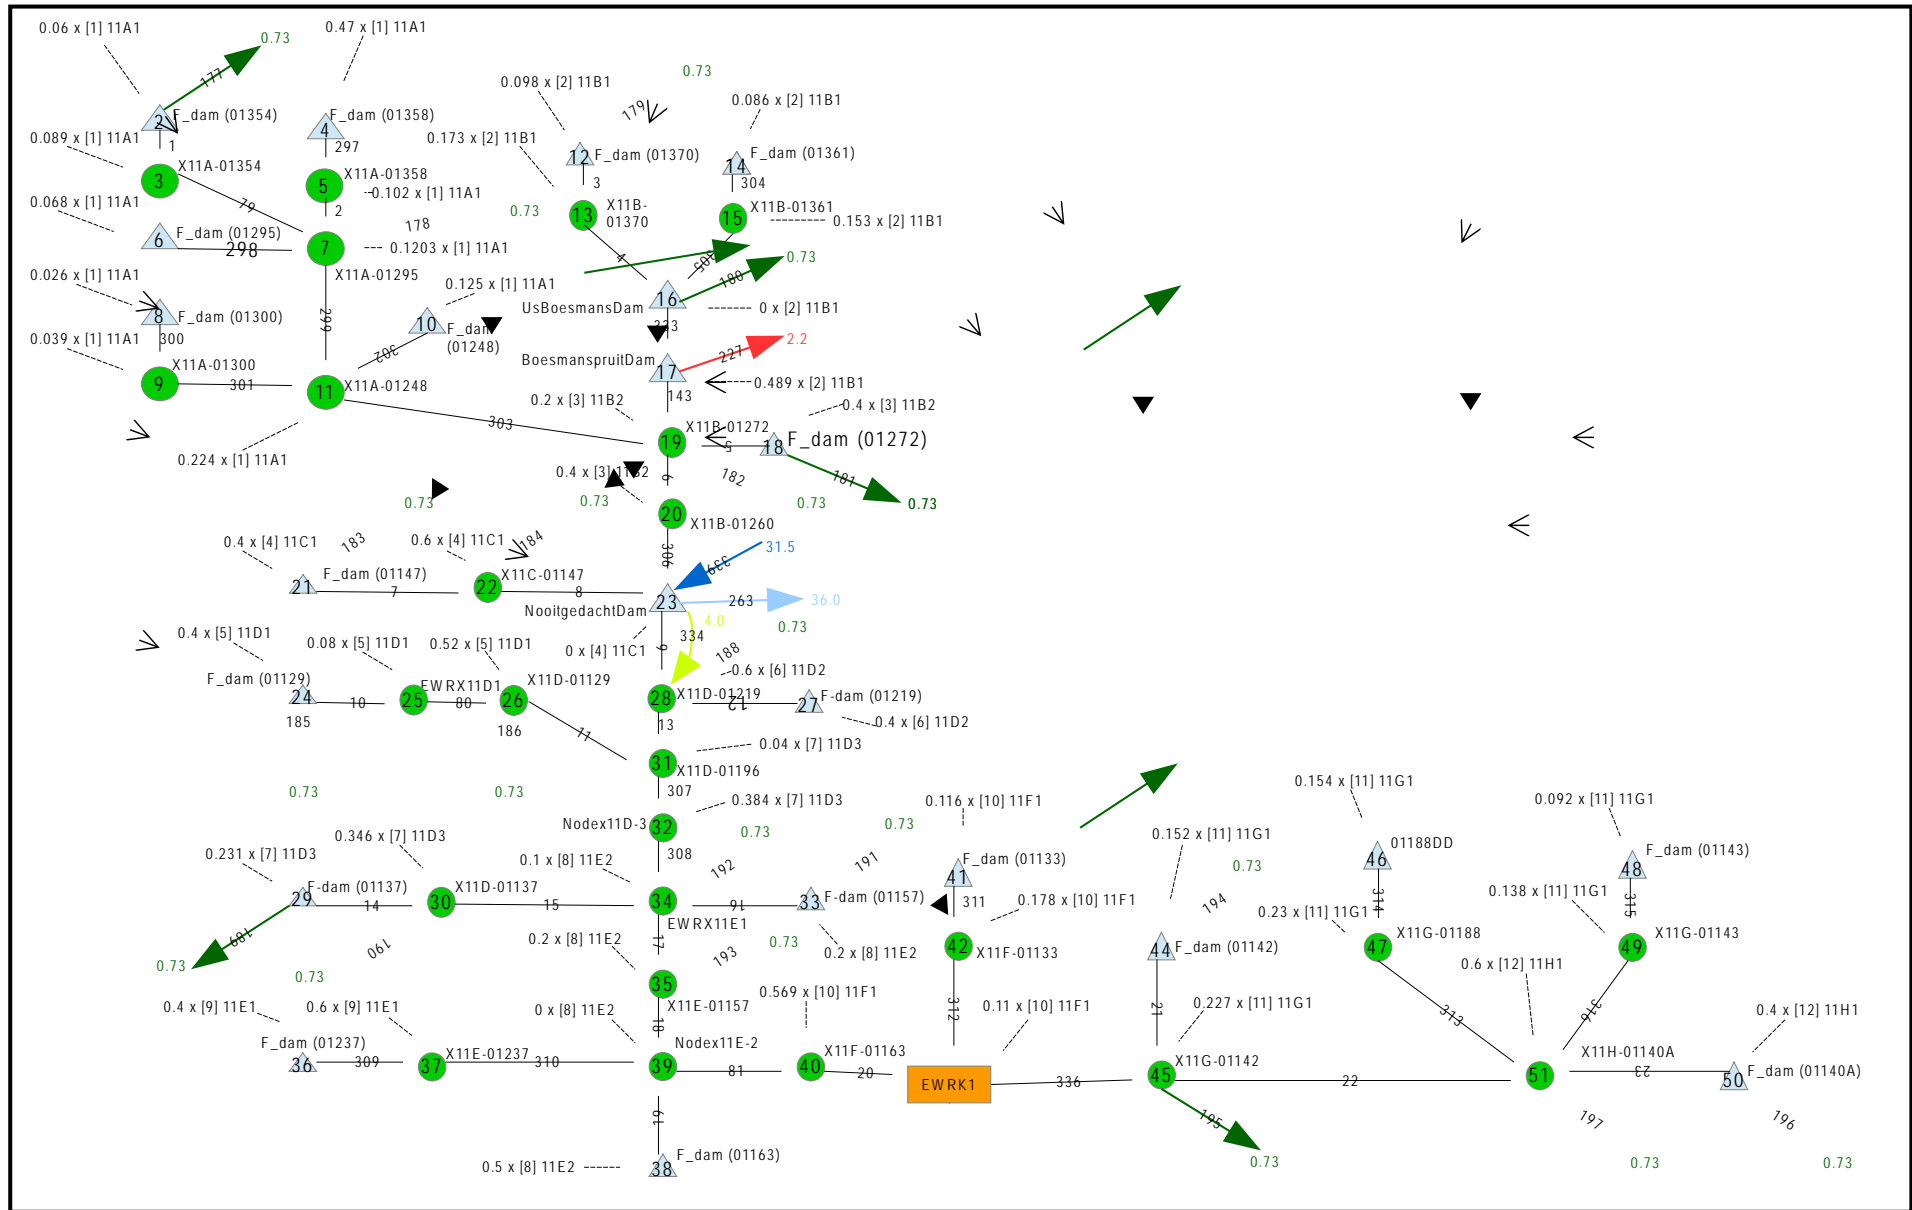 0.06 x [1] 11A1
0.47 x [1] 11A1
0.73
177
0.73
0.098 x [2] 11B1
179
0.086 x [2] 11B1
2
F_dam (01354)
4
F_dam (01358)
0.089 x [1] 11A1
1
297
0.173 x [2] 11B1
12
F_dam (01370)
14
F_dam (01361)
3
X11A-01354
5
X11A-01358
0.102 x [1] 11A1
3
304
0.068 x [1] 11A1
79
2
178
0.73
13
X11B-
01370
15
X11B-01361
0.153 x [2] 11B1
6
F_dam (01295)
298
7
0.1203 x [1] 11A1
X11A-01295
4
305
0.73
180
0.026 x [1] 11A1
0.125 x [1] 11A1
16
UsBoesmansDam
0 x [2] 11B1
8
F_dam (01300)
299
10
F_dam
(01248)
233
0.039 x [1] 11A1
300
302
2.2
227
BoesmanspruitDam
17
9
X11A-01300
301
11
X11A-01248
0.489 x [2] 11B1
143
0.2 x [3] 11B2
0.4 x [3] 11B2
303
X11B-01272
19
5
18
F_dam (01272)
0.224 x [1] 11A1
0.4 x [3] 11B2
6
182
181
0.73
0.73
0.73
0.73
20
X11B-01260
0.4 x [4] 11C1
183
0.6 x [4] 11C1
184
306
31.5
339
21
F_dam (01147)
7
22
X11C-01147
8
23
NooitgedachtDam
263
36.0
4.0
0.73
0.4 x [5] 11D1
0.08 x [5] 11D1
0.52 x [5] 11D1
0 x [4] 11C1
9
334
188
0.6 x [6] 11D2
24
F_dam (01129)
10
25
EWRX11D1
80
26
X11D-01129
28
X11D-01219
12
27
F-dam (01219)
185
186
11
13
0.4 x [6] 11D2
0.04 x [7] 11D3
31
X11D-01196
0.73
0.73
307
0.384 x [7] 11D3
Nodex11D-3
32
0.73
0.73
0.116 x [10] 11F1
0.154 x [11] 11G1
0.092 x [11] 11G1
0.346 x [7] 11D3
0.231 x [7] 11D3
308
0.1 x [8] 11E2
192
191
0.152 x [11] 11G1
0.73
46
01188DD
48
F_dam (01143)
41
F_dam (01133)
29
F-dam (01137)
14
30
X11D-01137
15
34
EWRX11E1
16
33
F-dam (01157)
311
0.178 x [10] 11F1
194
314
0.138 x [11] 11G1
315
0.23 x [11] 11G1
189
190
0.2 x [8] 11E2
17
0.73
193
0.2 x [8] 11E2
42
X11F-01133
44
F_dam (01142)
47
X11G-01188
49
X11G-01143
0.73
0.73
0.6 x [12] 11H1
35
X11E-01157
0.569 x [10] 11F1
0.4 x [9] 11E1
0.6 x [9] 11E1
0 x [8] 11E2
18
312
0.11 x [10] 11F1
21
0.227 x [11] 11G1
313
316
0.4 x [12] 11H1
36
F_dam (01237)
309
37
X11E-01237
310
39
Nodex11E-2
81
40
X11F-01163
20
EWRK1
336
45
X11G-01142
22
51
X11H-01140A
23
50
F_dam (01140A)
19
195
197
196
0.5 x [8] 11E2
38
F_dam (01163)
0.73
0.73
0.73